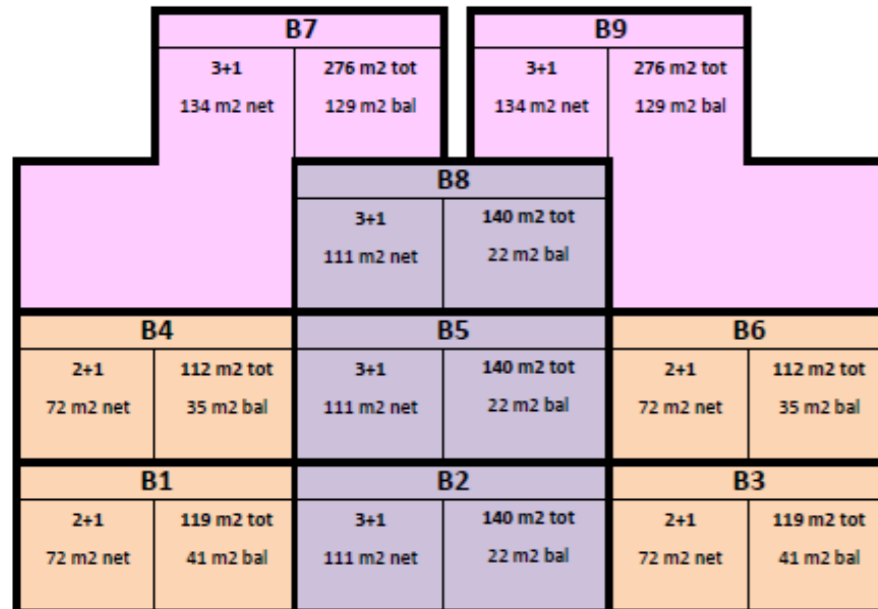 B7 B9
3+1 276 m2 tot 3+1 276 m2 tot
134 m2 net 129 m2 bal 134 m2 net 129 m2 bal
B8
3+1 140 m2 tot
111 m2 net 22 m2 bal
B4 B5 B6
2+1 112 m2 tot 3+1 140 m2 tot 2+1 112 m2 tot
72 m2 net 35 m2 bal 111 m2 net 22 m2 bal 72 m2 net 35 m2 bal
B1 B2 B3
2+1 119 m2 tot 3+1 140 m2 tot 2+1 119 m2 tot
72 m2 net 41 m2 bal 111 m2 net 22 m2 bal 72 m2 net 41 m2 bal